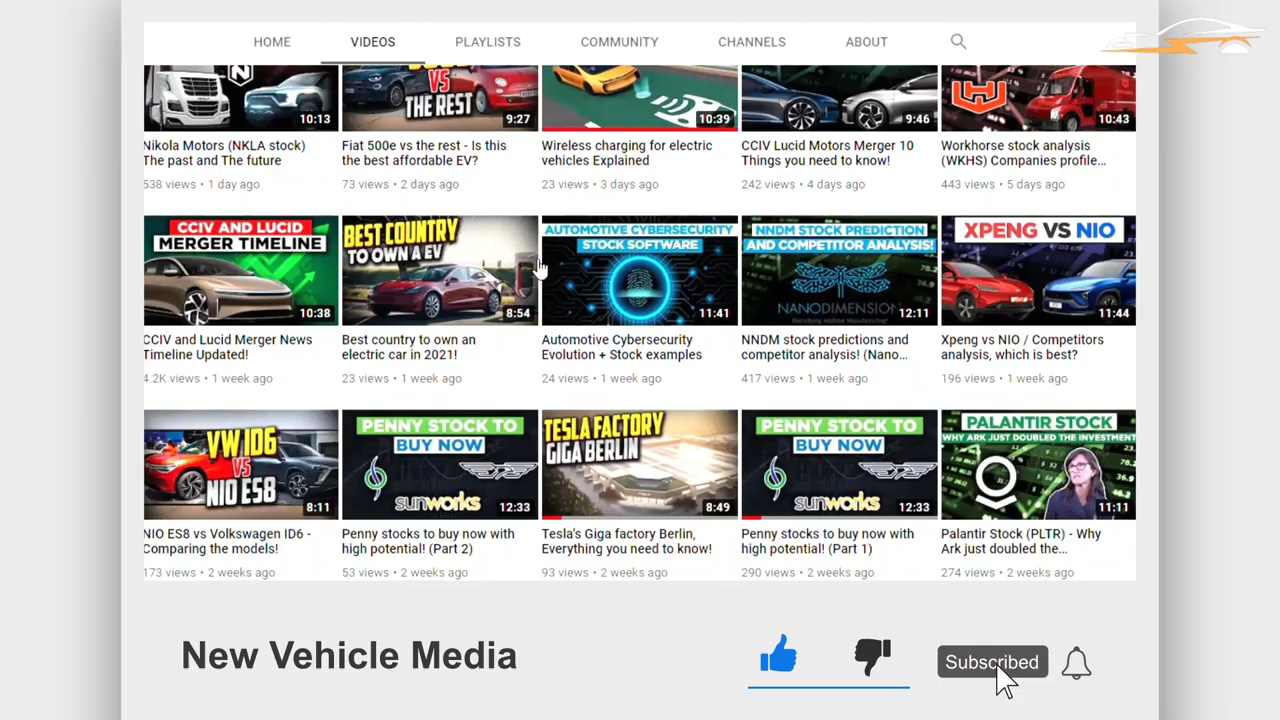 HOME
VIDEOS
PLAYLISTS
COMMUNITY
CHANNELS
ABOUT
N
VS
THE REST
10:13
9:27
10:39
9:46
10:43
Nikola Motors (NKLA stock)
The past and The future
538 views • 1 day ago
Fiat 500e vs the rest - Is this
the best affordable EV?
73 views • 2 days ago
Wireless charging for electric
vehicles Explained
23 views • 3 days ago
CCIV Lucid Motors Merger 10
Things you need to know!
242 views • 4 days ago
Workhorse stock analysis
(WKHS) Companies profile...
443 views • 5 days ago
CCIV AND LUCID
MERGER TIMELINE
10:38
BEST COUNTRY
TO OWN A EV
8:54
AUTOMOTIVE CYBERSECURITY
STOCK SOFTWARE
11:41
NNDM STOCK PREDICTION
AND COMPETITOR ANALYSIS!
NANODIMENSION
Electrifying Additive Manufacturing
12:11
XPENG VS NIO
11:44
CCIV and Lucid Merger News
Timeline Updated!
4.2K views • 1 week ago
Best country to own an
electric car in 2021!
23 views • 1 week ago
Automotive Cybersecurity
Evolution + Stock examples
24 views • 1 week ago
NNDM stock predictions and
competitor analysis! (Nano...
417 views • 1 week ago
Xpeng vs NIO / Competitors
analysis, which is best?
196 views • 1 week ago
VW ID6
VS
NIO ES8
8:11
PENNY STOCK TO
BUY NOW
sunworks
12:33
TESLA FACTORY
GIGA BERLIN
8:49
PENNY STOCK TO
BUY NOW
sunworks
12:33
PALANTIR STOCK
WHY ARK JUST DOUBLED THE INVESTMENT
11:11
NIO ES8 vs Volkswagen ID6 -
Comparing the models!
173 views • 2 weeks ago
Penny stocks to buy now with
high potential! (Part 2)
53 views • 2 weeks ago
Tesla's Giga factory Berlin,
Everything you need to know!
93 views • 2 weeks ago
Penny stocks to buy now with
high potential! (Part 1)
290 views • 2 weeks ago
Palantir Stock (PLTR) - Why
Ark just doubled the...
274 views • 2 weeks ago
New Vehicle Media
Subscribed